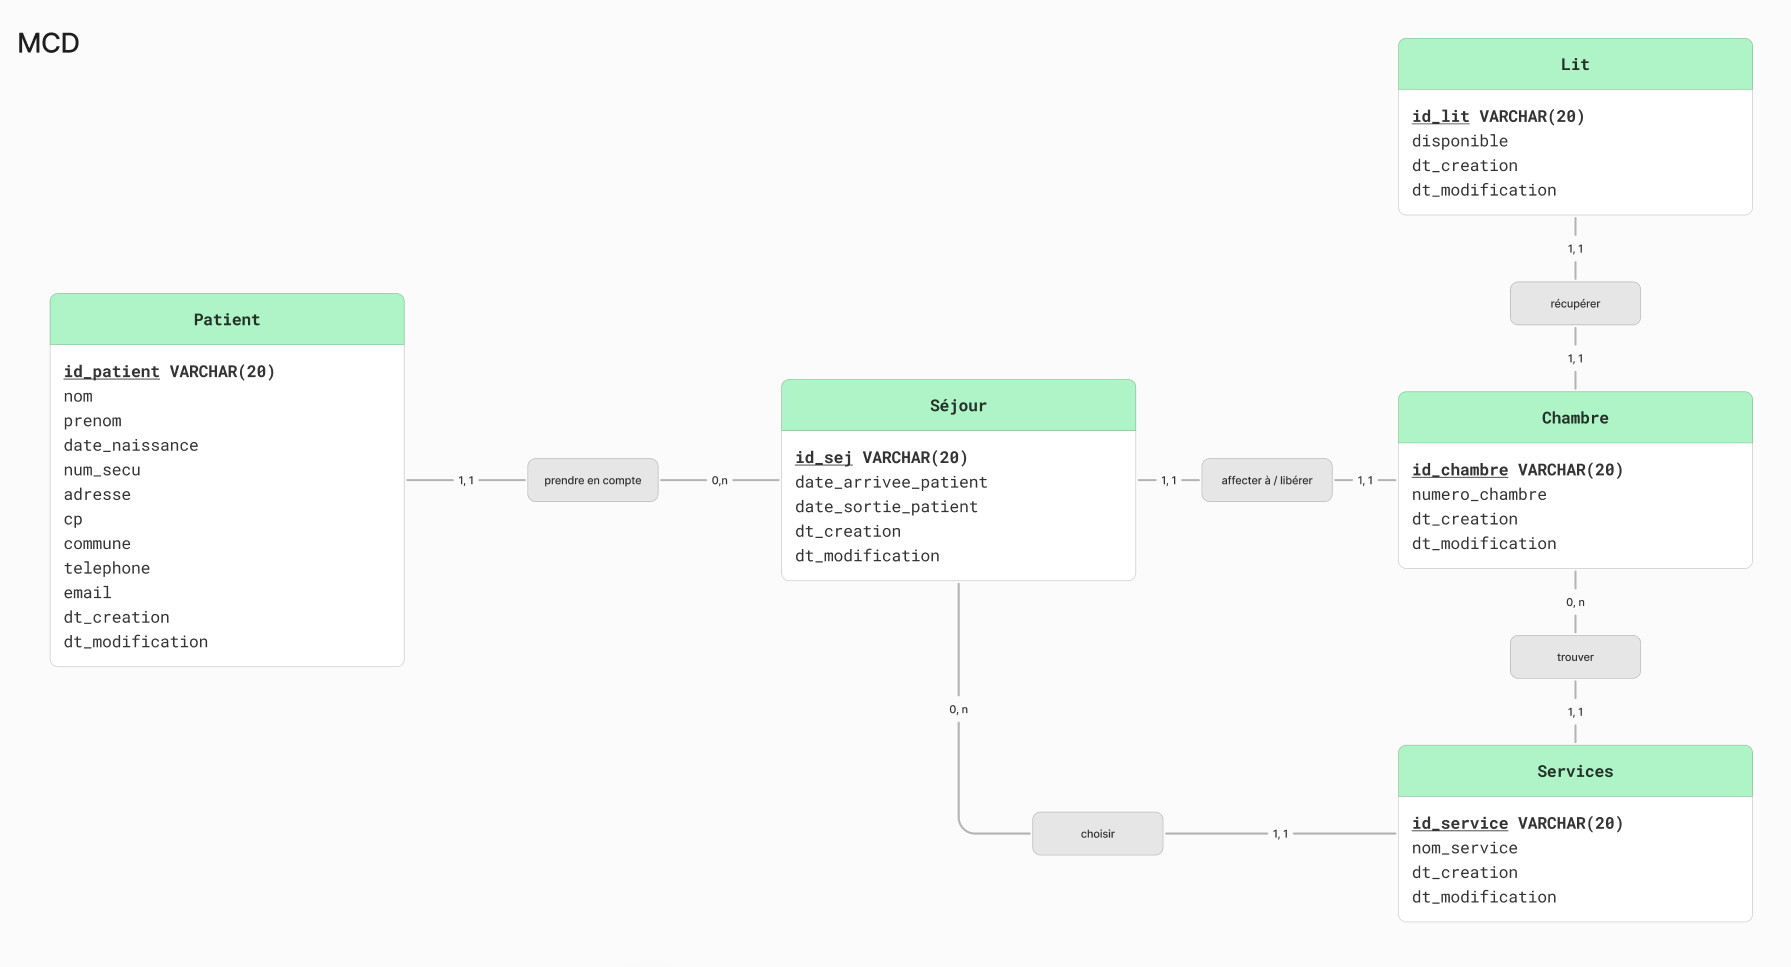 MCD
Lit
id_lit VARCHAR(20)
disponible
dt_creation
dt_modification
1, 1
récupérer
1, 1
Patient
id_patient VARCHAR(20)
nom
prenom
date_naissance
num_secu
adresse
cp
commune
telephone
email
dt_creation
dt_modification
1, 1
prendre en compte
0,n
Séjour
id_sej VARCHAR(20)
date_arrivee_patient
date_sortie_patient
dt_creation
dt_modification
1, 1
affecter à / libérer
1, 1
Chambre
id_chambre VARCHAR(20)
numero_chambre
dt_creation
dt_modification
0, n
trouver
1, 1
0, n
choisir
1, 1
Services
id_service VARCHAR(20)
nom_service
dt_creation
dt_modification